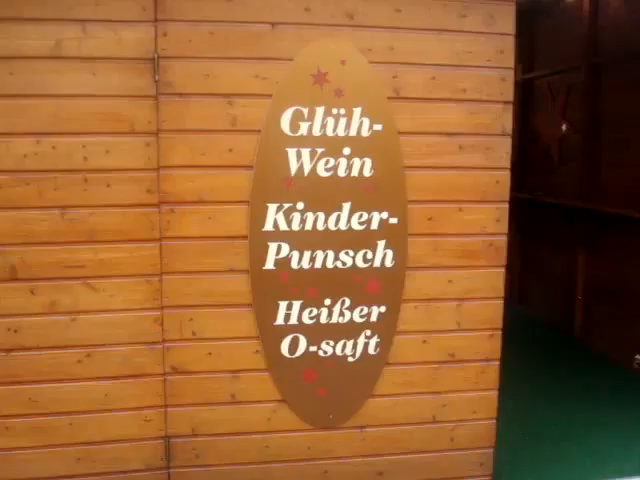 Glüh-
Wein
Kinder-
Punsch
Heißer
O-saft